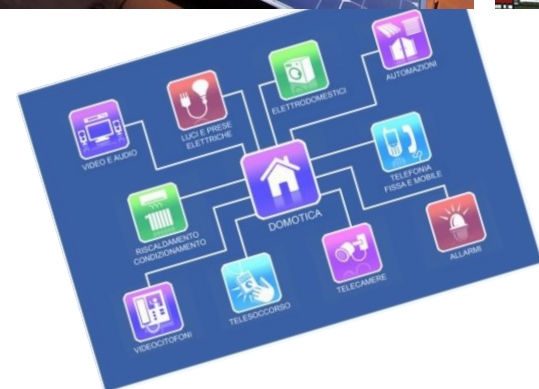 AUTOMAZIONI
ELETTRODOMESTICI
LUCI E PRESE
ELETTRICHE
VIDEO E AUDIO
TELEFONIA
FISSA E MOBILE
DOMOTICA
RISCALDAMENTO
CONDIZIONAMENTO
ALLARMI
TELECAMERE
TELESOCCORSO
VIDEOCITOFONI